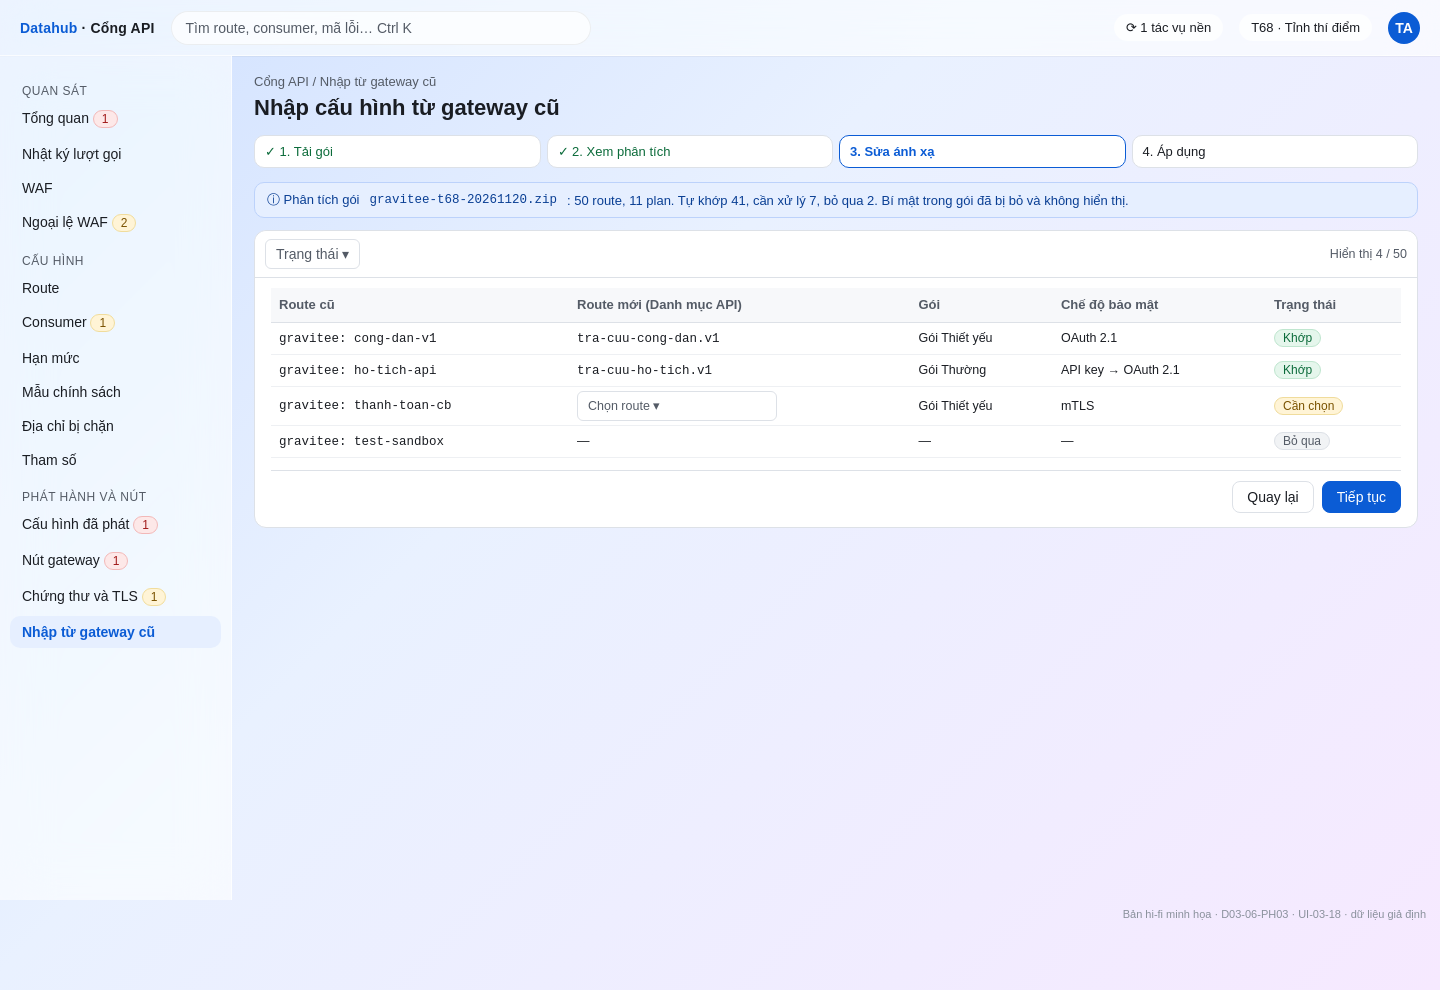 Datahub · Cổng API
Tìm route, consumer, mã lỗi… Ctrl K
⟳ 1 tác vụ nền
T68 · Tỉnh thí điểm
TA
QUAN SÁT
Tổng quan 1
Nhật ký lượt gọi
WAF
Ngoại lệ WAF 2
CẤU HÌNH
Route
Consumer 1
Hạn mức
Mẫu chính sách
Địa chỉ bị chặn
Tham số
PHÁT HÀNH VÀ NÚT
Cấu hình đã phát 1
Nút gateway 1
Chứng thư và TLS 1
Nhập từ gateway cũ
Cổng API / Nhập từ gateway cũ
Nhập cấu hình từ gateway cũ
✓ 1. Tải gói
✓ 2. Xem phân tích
3. Sửa ánh xạ
4. Áp dụng
ⓘ Phân tích gói gravitee-t68-20261120.zip : 50 route, 11 plan. Tự khớp 41, cần xử lý 7, bỏ qua 2. Bí mật trong gói đã bị bỏ và không hiển thị.
Trạng thái ▾
Hiển thị 4 / 50
Route cũ Route mới (Danh mục API) Gói Chế độ bảo mật Trạng thái
gravitee: cong-dan-v1 tra-cuu-cong-dan.v1 Gói Thiết yếu OAuth 2.1 Khớp
gravitee: ho-tich-api tra-cuu-ho-tich.v1 Gói Thường API key → OAuth 2.1 Khớp
gravitee: thanh-toan-cb Chọn route ▾ Gói Thiết yếu mTLS Cần chọn
gravitee: test-sandbox — — — Bỏ qua
Quay lại
Tiếp tục
Bản hi-fi minh họa · D03-06-PH03 · UI-03-18 · dữ liệu giả định